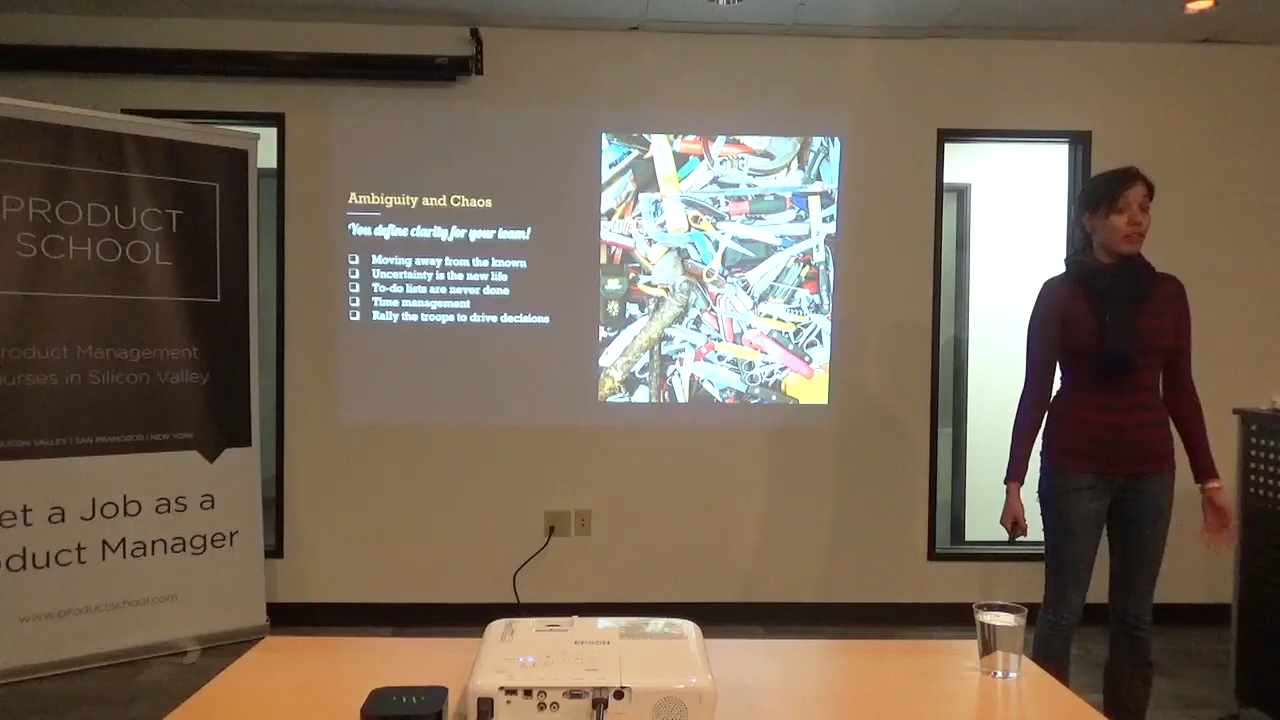 PRODUCT
SCHOOL
roduct Management
urses in Silicon Valley
ILICON VALLEY | SAN FRANCISCO | NEW YORK
et a Job as a
oduct Manager
www.productschool.com
Ambiguity and Chaos
You define clarity for your team!
Moving away from the known
Uncertainty is the new life
To-do lists are never done
Time management
Rally the troops to drive decisions
EPSON